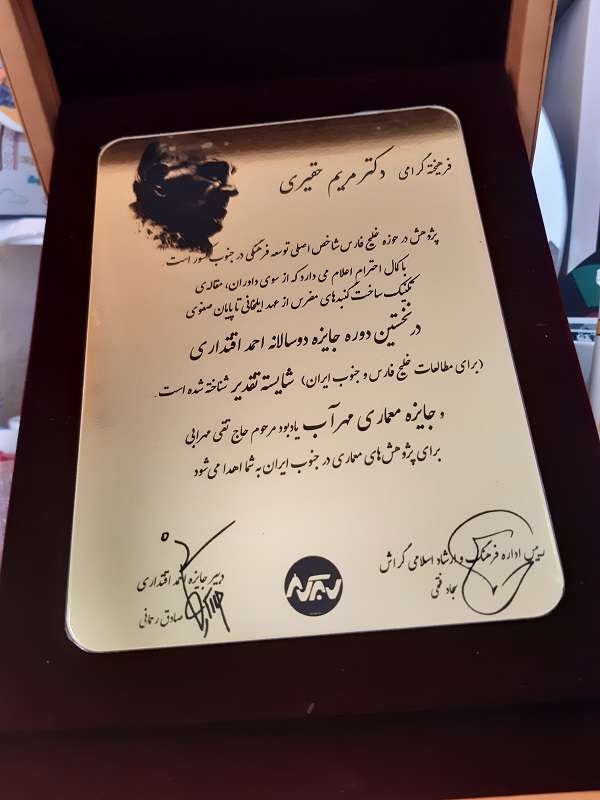 فرهیخته گرامی دکتر مریم حقیری
پژوهش در حوزه خلیج فارس شاخص اصلی توسعه فرهنگی در جنوب کشور است
با کمال احترام اعلام می دارد که از سوی داوران، مقاله‌ی
تکنیک ساخت گنبدهای مقرنس از عهد ایلخانی تا پایان صفوی
در نخستین دوره جایزه دوسالانه احمد اقتداری
(برای مطالعات خلیج فارس و جنوب ایران) شایسته تقدیر شناخته شده است.
و جایزه معماری مهرآب یادبود مرحوم حاج تقی مهرابی
برای پژوهش‌های معماری در جنوب ایران به شما اهدا می‌شود
رییس اداره فرهنگ و ارشاد اسلامی گراش
دبیر جایزه احمد اقتداری
صادق رحمانی